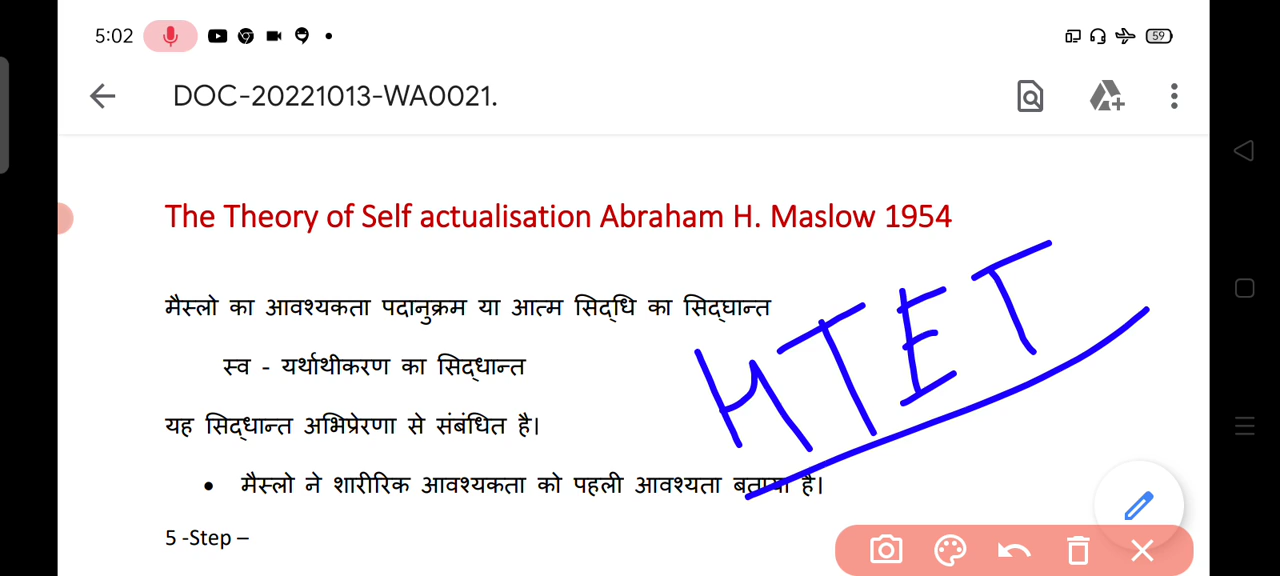 5:02 59
DOC-20221013-WA0021.
The Theory of Self actualisation Abraham H. Maslow 1954
मैस्लो का आवश्यकता पदानुक्रम या आत्म सिद्धि का सिद्घान्त
स्व - यर्थाथीकरण का सिद्धान्त
HTET
यह सिद्धान्त अभिप्रेरणा से संबंधित है।
• मैस्लो ने शारीरिक आवश्यकता को पहली आवश्यता बताया है।
5 -Step –